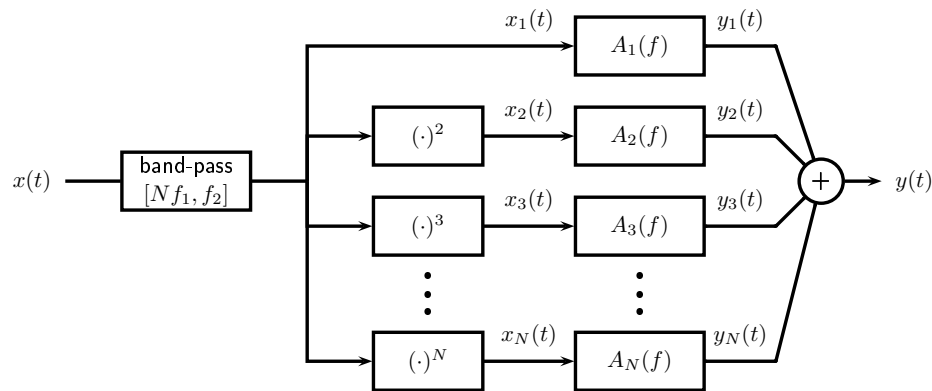 x₁(t) A₁(f) y₁(t)
(·)² x₂(t) A₂(f) y₂(t)
x(t) band-pass [Nf₁, f₂] + y(t)
(·)³ x₃(t) A₃(f) y₃(t)
(·)ᴺ x_N(t) A_N(f) y_N(t)